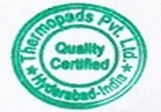 Thermopads Pvt. Ltd.
Quality
Certified
★ Hyderabad-India ★